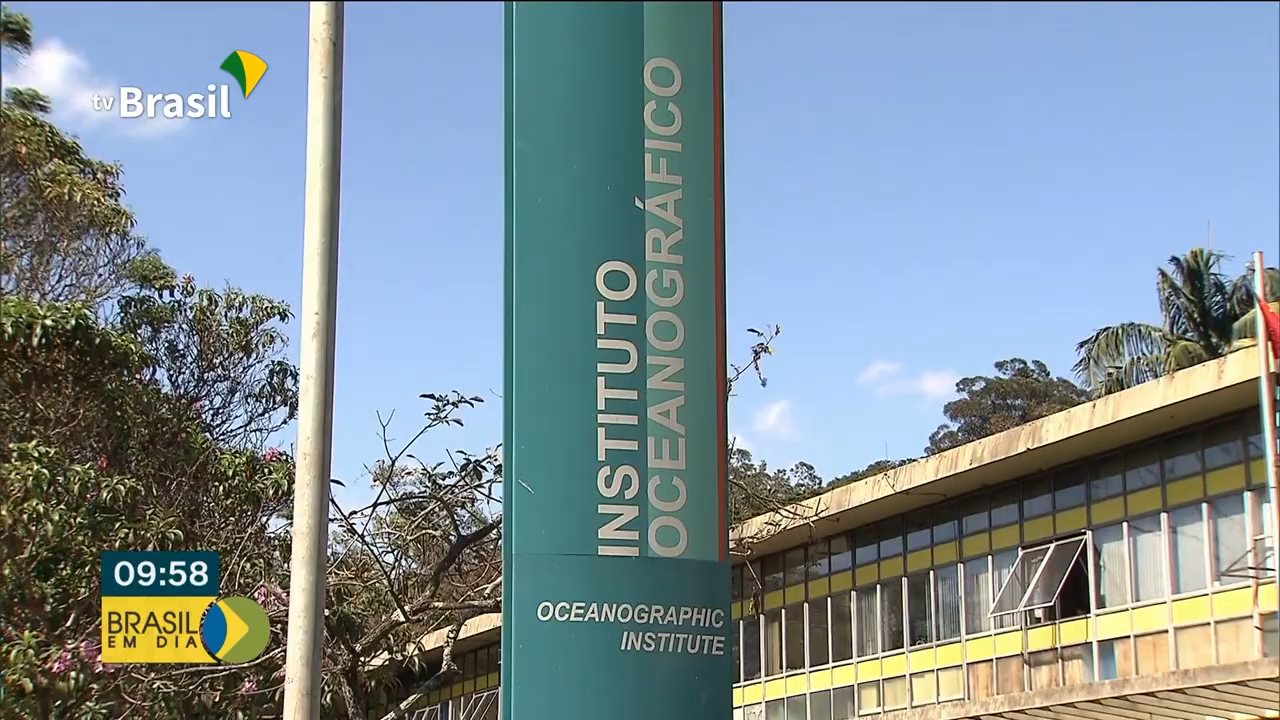 tv Brasil
INSTITUTO
OCEANOGRÁFICO
OCEANOGRAPHIC
INSTITUTE
09:58
BRASIL
EM DIA